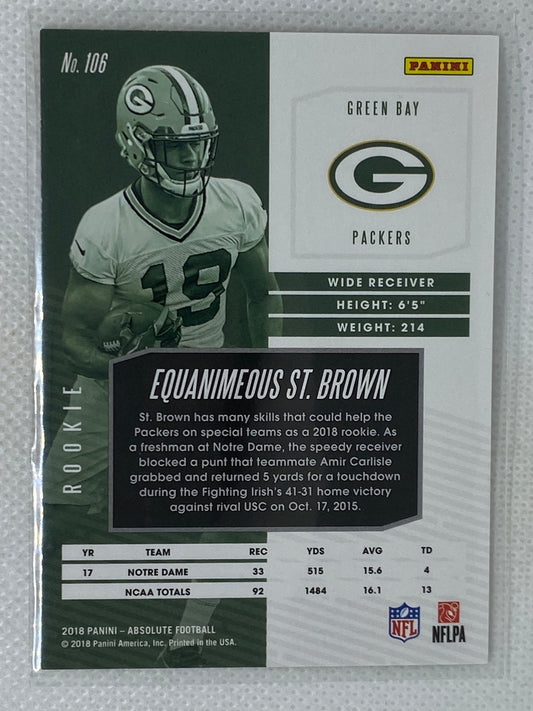 No. 106
PANINI
GREEN BAY
G
PACKERS
19
WIDE RECEIVER
HEIGHT: 6'5"
WEIGHT: 214
ROOKIE
EQUANIMEOUS ST. BROWN
St. Brown has many skills that could help the
Packers on special teams as a 2018 rookie. As
a freshman at Notre Dame, the speedy receiver
blocked a punt that teammate Amir Carlisle
grabbed and returned 5 yards for a touchdown
during the Fighting Irish's 41-31 home victory
against rival USC on Oct. 17, 2015.
YR TEAM REC YDS AVG TD
17 NOTRE DAME 33 515 15.6 4
NCAA TOTALS 92 1484 16.1 13
2018 PANINI – ABSOLUTE FOOTBALL
© 2018 Panini America, Inc. Printed in the USA.
NFL
NFLPA